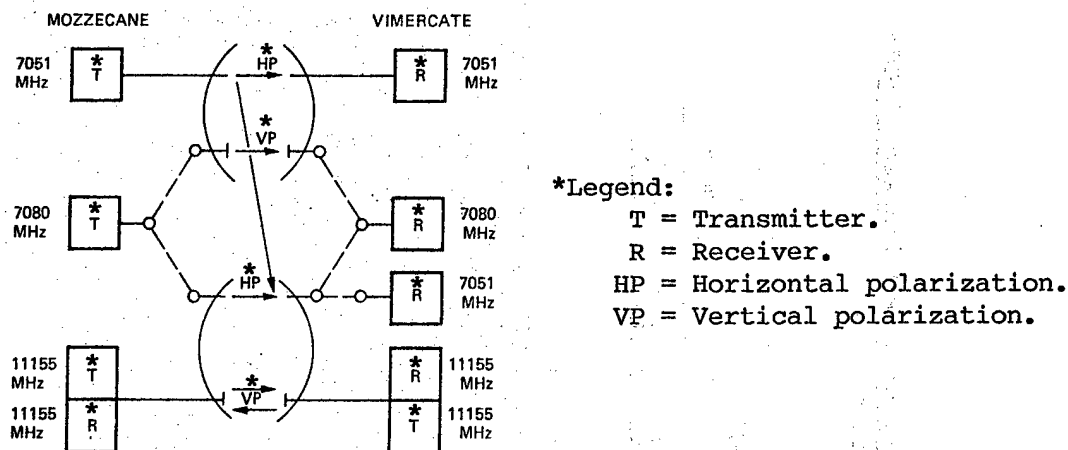 MOZZECANE
VIMERCATE
7051
MHz
*
T
*
HP
*
R
7051
MHz
*
VP
7080
MHz
*
T
*
R
7080
MHz
*
HP
*
R
7051
MHz
11155
MHz
*
T
*
R
11155
MHz
*
VP
11155
MHz
*
R
*
T
11155
MHz
*Legend:
T = Transmitter.
R = Receiver.
HP = Horizontal polarization.
VP = Vertical polarization.